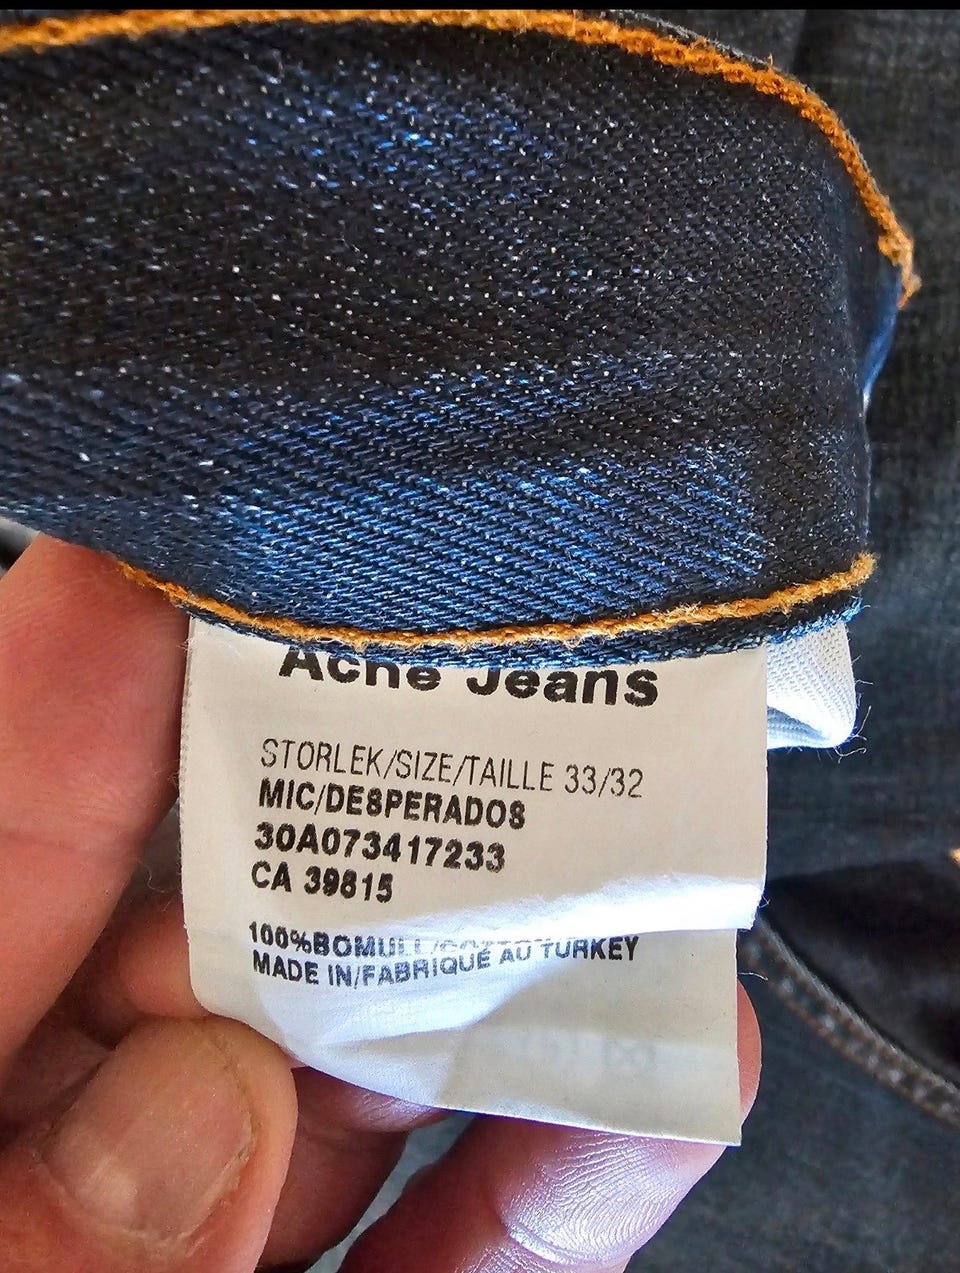 Acne Jeans
STORLEK/SIZE/TAILLE 33/32
MIC/DESPERADOS
30A073417233
CA 39815
100%BOMULL/COTTO AU TURKEY
MADE IN/FABRIQUÉ